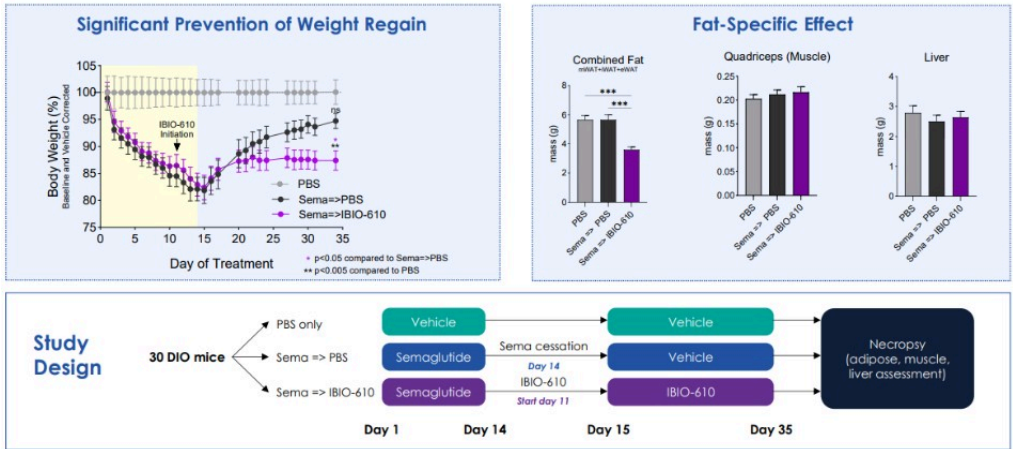 Significant Prevention of Weight Regain
Body Weight (%)
Baseline and Vehicle Corrected
105
100
95
90
85
80
75
IBIO-610
Initiation
ns
*
**
PBS
Sema=>PBS
Sema=>IBIO-610
0
5
10
15
20
25
30
35
Day of Treatment
* p<0.05 compared to Sema=>PBS
** p<0.005 compared to PBS
Fat-Specific Effect
Combined Fat
mWAT+iWAT+eWAT
mass (g)
8
6
4
2
0
***
***
PBS
Sema => PBS
Sema => IBIO-610
Quadriceps (Muscle)
mass (g)
0.25
0.20
0.15
0.10
0.05
0.00
PBS
Sema => PBS
Sema => IBIO-610
Liver
mass (g)
4
3
2
1
0
PBS
Sema => PBS
Sema => IBIO-610
Study
Design
30 DIO mice
PBS only
Sema => PBS
Sema => IBIO-610
Vehicle
Vehicle
Semaglutide
Sema cessation
Day 14
Vehicle
Semaglutide
IBIO-610
Start day 11
IBIO-610
Necropsy
(adipose, muscle,
liver assessment)
Day 1
Day 14
Day 15
Day 35